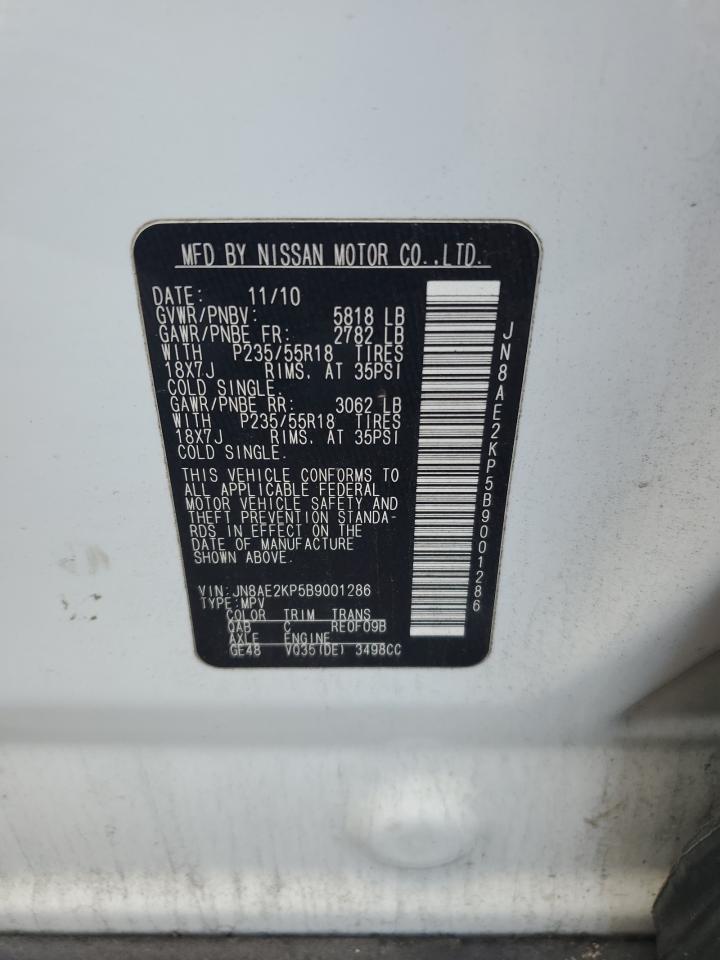 MFD BY NISSAN MOTOR CO.,LTD.
DATE: 11/10
GVWR/PNBV: 5818 LB
GAWR/PNBE FR: 2782 LB
WITH P235/55R18 TIRES
18X7J RIMS, AT 35PSI
COLD SINGLE.
GAWR/PNBE RR: 3062 LB
WITH P235/55R18 TIRES
18X7J RIMS, AT 35PSI
COLD SINGLE.
THIS VEHICLE CONFORMS TO
ALL APPLICABLE FEDERAL
MOTOR VEHICLE SAFETY AND
THEFT PREVENTION STANDA-
RDS IN EFFECT ON THE
DATE OF MANUFACTURE
SHOWN ABOVE.
VIN:JN8AE2KP5B9001286
TYPE:MPV
COLOR TRIM TRANS
QAB C RE0F09B
AXLE ENGINE
GE48 VQ35(DE) 3498CC
JN8AE2KP5B9001286